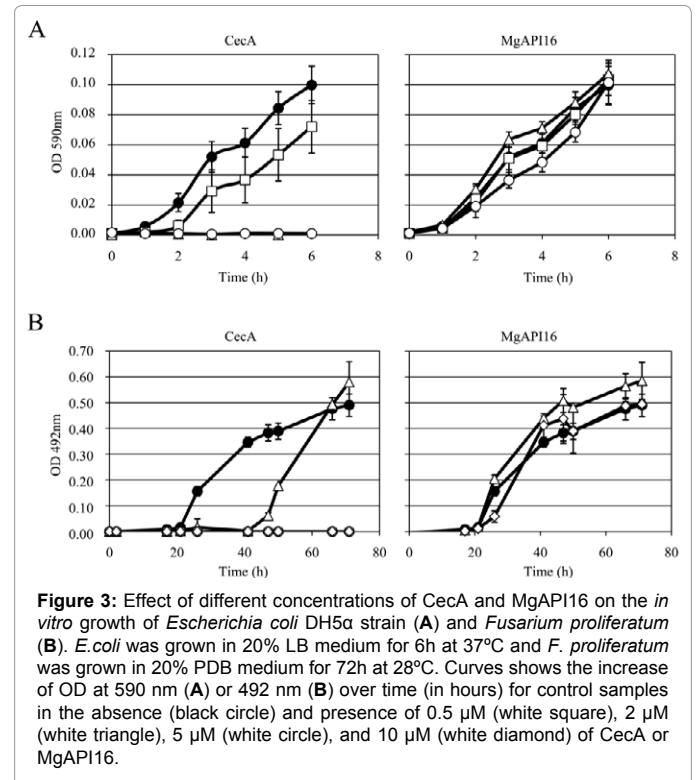 A
CecA
MgAPI16
0.12
0.10
0.08
0.06
0.04
0.02
0.00
OD 590nm
0 2 4 6 8
0 2 4 6 8
Time (h)
Time (h)
B
CecA
MgAPI16
0.70
0.60
0.50
0.40
0.30
0.20
0.10
0.00
OD 492nm
0 20 40 60 80
0 20 40 60 80
Time (h)
Time (h)
Figure 3: Effect of different concentrations of CecA and MgAPI16 on the in
vitro growth of Escherichia coli DH5α strain (A) and Fusarium proliferatum
(B). E.coli was grown in 20% LB medium for 6h at 37ºC and F. proliferatum
was grown in 20% PDB medium for 72h at 28ºC. Curves shows the increase
of OD at 590 nm (A) or 492 nm (B) over time (in hours) for control samples
in the absence (black circle) and presence of 0.5 µM (white square), 2 µM
(white triangle), 5 µM (white circle), and 10 µM (white diamond) of CecA or
MgAPI16.